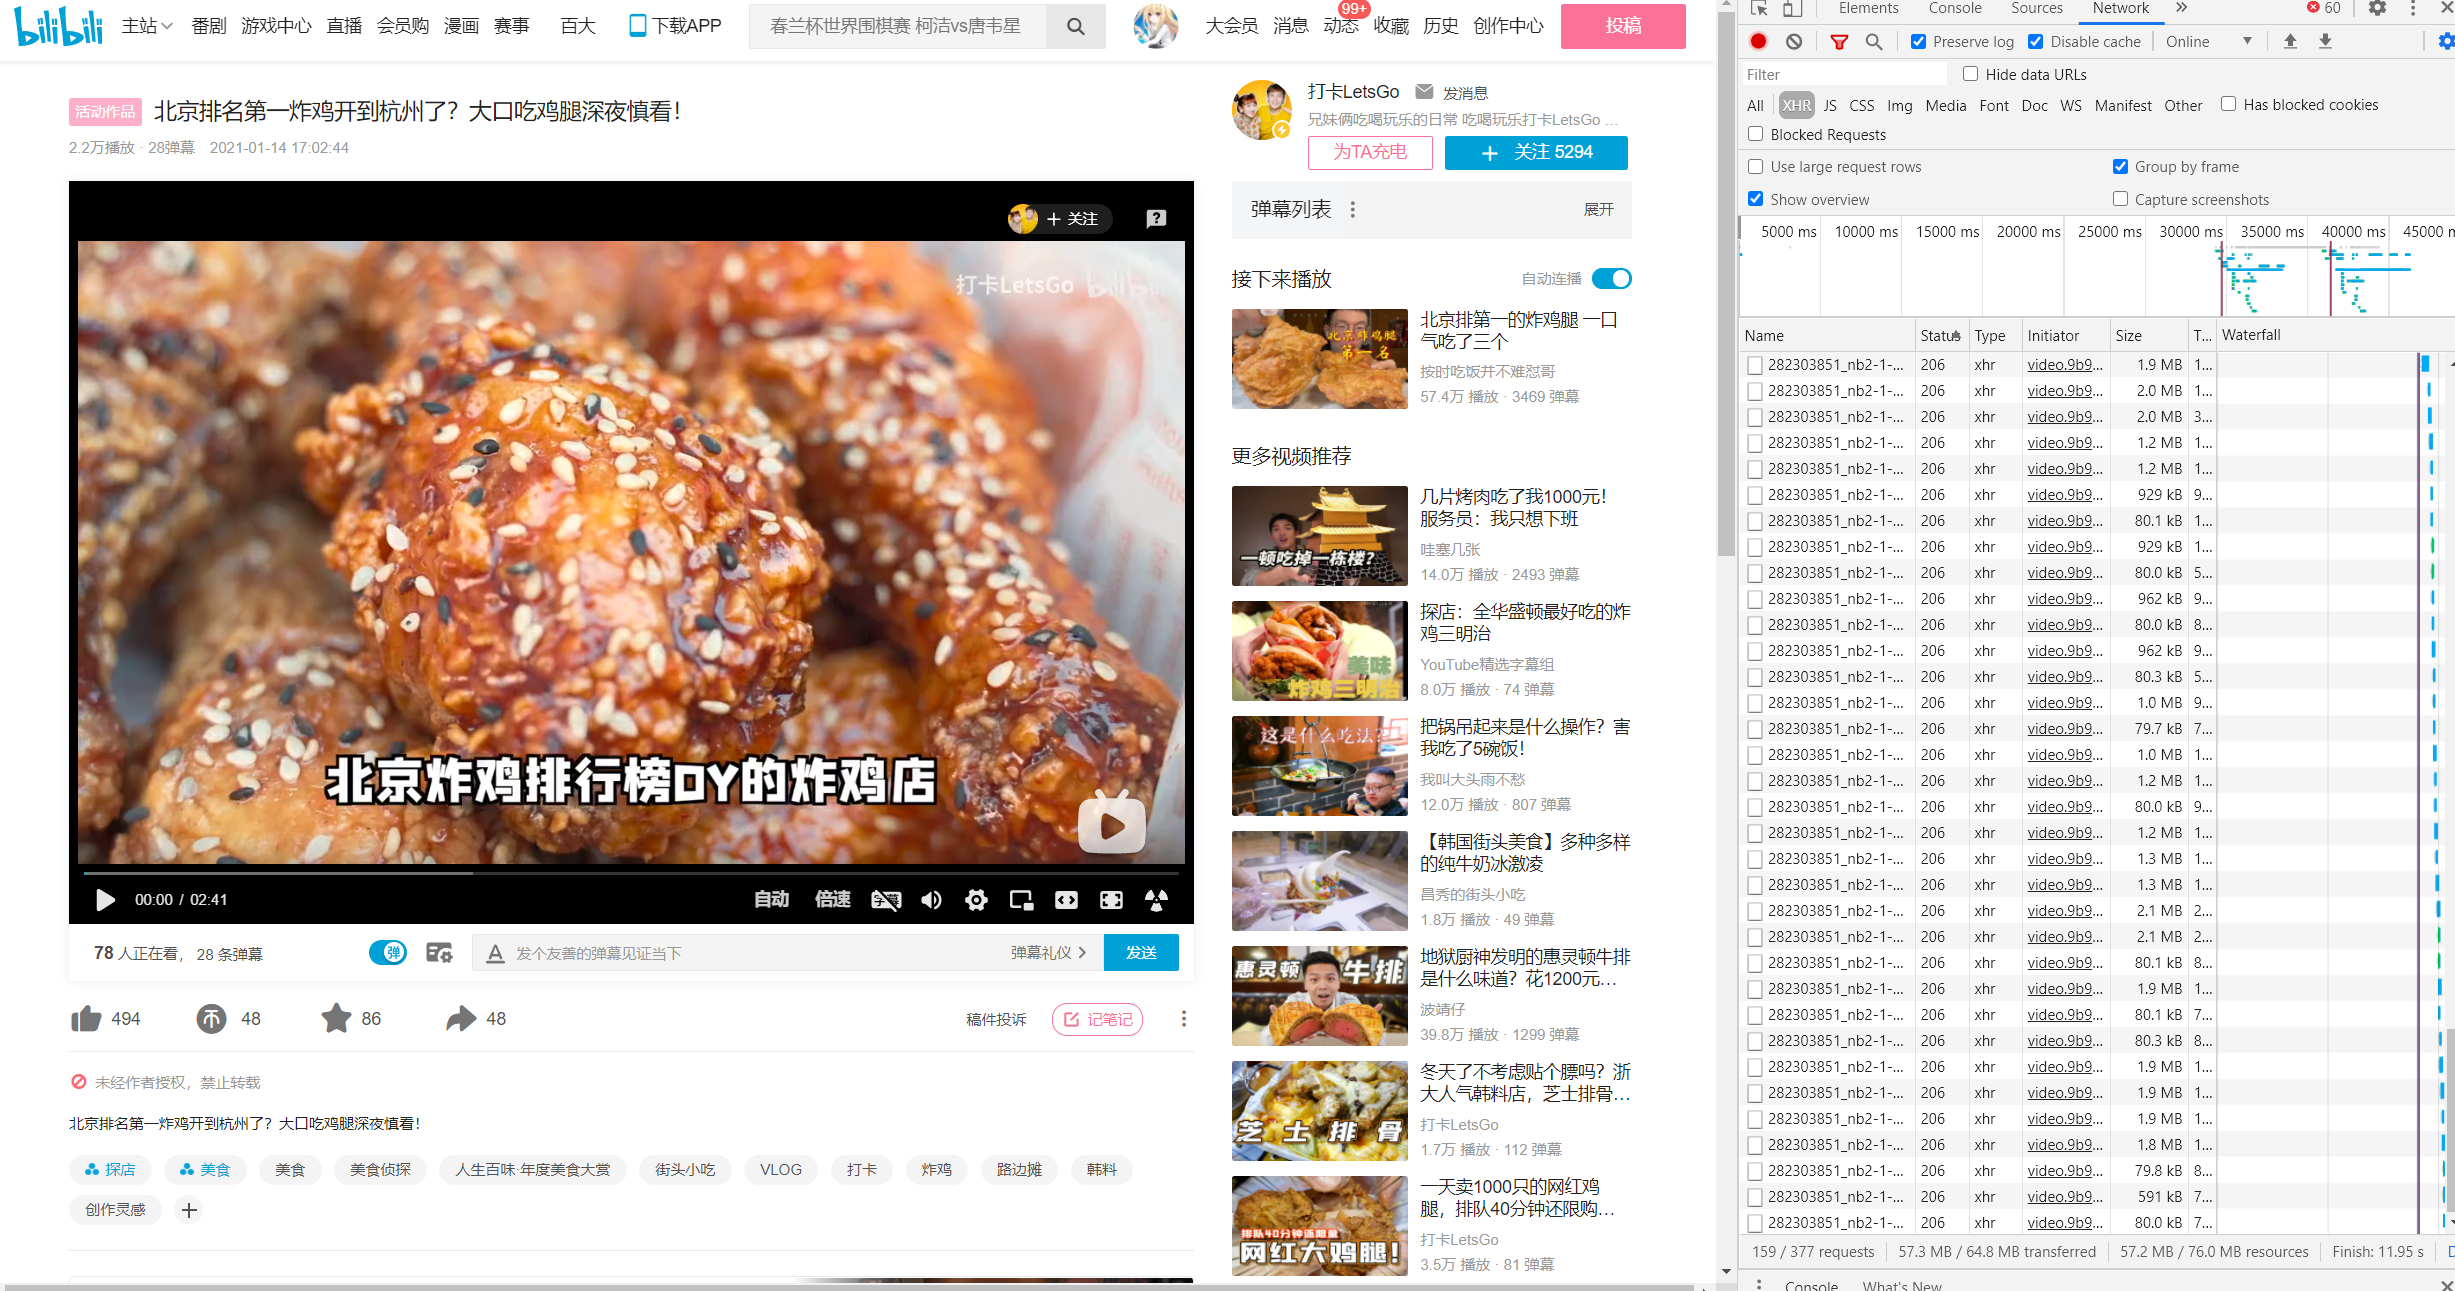 bilibili 主站 番剧 游戏中心 直播 会员购 漫画 赛事 百大 下载APP 春兰杯世界围棋赛 柯洁vs唐韦星 大会员 消息 动态 99+ 收藏 历史 创作中心 投稿
活动作品 北京排名第一炸鸡开到杭州了？大口吃鸡腿深夜慎看！
2.2万播放 · 28弹幕 2021-01-14 17:02:44
+ 关注
打卡LetsGo bilibili
北京炸鸡排行榜DY的炸鸡店
00:00 / 02:41 自动 倍速
78 人正在看， 28 条弹幕 弹 发个友善的弹幕见证当下 弹幕礼仪 > 发送
494 48 86 48 稿件投诉 记笔记
未经作者授权，禁止转载
北京排名第一炸鸡开到杭州了？大口吃鸡腿深夜慎看！
探店 美食 美食 美食侦探 人生百味·年度美食大赏 街头小吃 VLOG 打卡 炸鸡 路边摊 韩料
创作灵感 +
打卡LetsGo 发消息
兄妹俩吃喝玩乐的日常 吃喝玩乐打卡LetsGo ...
为TA充电 + 关注 5294
弹幕列表 展开
接下来播放 自动连播
北京炸鸡腿
第一名
北京排第一的炸鸡腿 一口
气吃了三个
按时吃饭并不难怼哥
57.4万 播放 · 3469 弹幕
更多视频推荐
一顿吃掉一栋楼？
几片烤肉吃了我1000元！
服务员：我只想下班
哇塞几张
14.0万 播放 · 2493 弹幕
美味
炸鸡三明治
探店：全华盛顿最好吃的炸
鸡三明治
YouTube精选字幕组
8.0万 播放 · 74 弹幕
这是什么吃法？
把锅吊起来是什么操作？害
我吃了5碗饭！
我叫大头雨不愁
12.0万 播放 · 807 弹幕
【韩国街头美食】多种多样
的纯牛奶冰激凌
昌秀的街头小吃
1.8万 播放 · 49 弹幕
惠灵顿 牛排
地狱厨神发明的惠灵顿牛排
是什么味道？花1200元...
波靖仔
39.8万 播放 · 1299 弹幕
芝士排骨
冬天了不考虑贴个膘吗？浙
大人气韩料店，芝士排骨...
打卡LetsGo
1.7万 播放 · 112 弹幕
排队40分钟还限量
网红大鸡腿！
一天卖1000只的网红鸡
腿，排队40分钟还限购...
打卡LetsGo
3.5万 播放 · 81 弹幕
Elements Console Sources Network » 60
Preserve log Disable cache Online
Filter Hide data URLs
All XHR JS CSS Img Media Font Doc WS Manifest Other Has blocked cookies
Blocked Requests
Use large request rows Group by frame
Show overview Capture screenshots
5000 ms 10000 ms 15000 ms 20000 ms 25000 ms 30000 ms 35000 ms 40000 ms 45000 m
Name Status Type Initiator Size T... Waterfall
282303851_nb2-1-... 206 xhr video.9b9... 1.9 MB 1...
282303851_nb2-1-... 206 xhr video.9b9... 2.0 MB 1...
282303851_nb2-1-... 206 xhr video.9b9... 2.0 MB 3...
282303851_nb2-1-... 206 xhr video.9b9... 1.2 MB 1...
282303851_nb2-1-... 206 xhr video.9b9... 1.2 MB 1...
282303851_nb2-1-... 206 xhr video.9b9... 929 kB 9...
282303851_nb2-1-... 206 xhr video.9b9... 80.1 kB 1...
282303851_nb2-1-... 206 xhr video.9b9... 929 kB 1...
282303851_nb2-1-... 206 xhr video.9b9... 80.0 kB 5...
282303851_nb2-1-... 206 xhr video.9b9... 962 kB 9...
282303851_nb2-1-... 206 xhr video.9b9... 80.0 kB 8...
282303851_nb2-1-... 206 xhr video.9b9... 962 kB 9...
282303851_nb2-1-... 206 xhr video.9b9... 80.3 kB 5...
282303851_nb2-1-... 206 xhr video.9b9... 1.0 MB 9...
282303851_nb2-1-... 206 xhr video.9b9... 79.7 kB 7...
282303851_nb2-1-... 206 xhr video.9b9... 1.0 MB 1...
282303851_nb2-1-... 206 xhr video.9b9... 1.2 MB 1...
282303851_nb2-1-... 206 xhr video.9b9... 80.0 kB 9...
282303851_nb2-1-... 206 xhr video.9b9... 1.2 MB 1...
282303851_nb2-1-... 206 xhr video.9b9... 1.3 MB 1...
282303851_nb2-1-... 206 xhr video.9b9... 1.3 MB 1...
282303851_nb2-1-... 206 xhr video.9b9... 2.1 MB 2...
282303851_nb2-1-... 206 xhr video.9b9... 2.1 MB 2...
282303851_nb2-1-... 206 xhr video.9b9... 80.1 kB 8...
282303851_nb2-1-... 206 xhr video.9b9... 1.9 MB 1...
282303851_nb2-1-... 206 xhr video.9b9... 80.1 kB 7...
282303851_nb2-1-... 206 xhr video.9b9... 80.3 kB 8...
282303851_nb2-1-... 206 xhr video.9b9... 1.9 MB 1...
282303851_nb2-1-... 206 xhr video.9b9... 1.9 MB 1...
282303851_nb2-1-... 206 xhr video.9b9... 1.9 MB 1...
282303851_nb2-1-... 206 xhr video.9b9... 1.8 MB 1...
282303851_nb2-1-... 206 xhr video.9b9... 79.8 kB 8...
282303851_nb2-1-... 206 xhr video.9b9... 591 kB 7...
282303851_nb2-1-... 206 xhr video.9b9... 80.0 kB 7...
159 / 377 requests 57.3 MB / 64.8 MB transferred 57.2 MB / 76.0 MB resources Finish: 11.95 s D
Console What's New